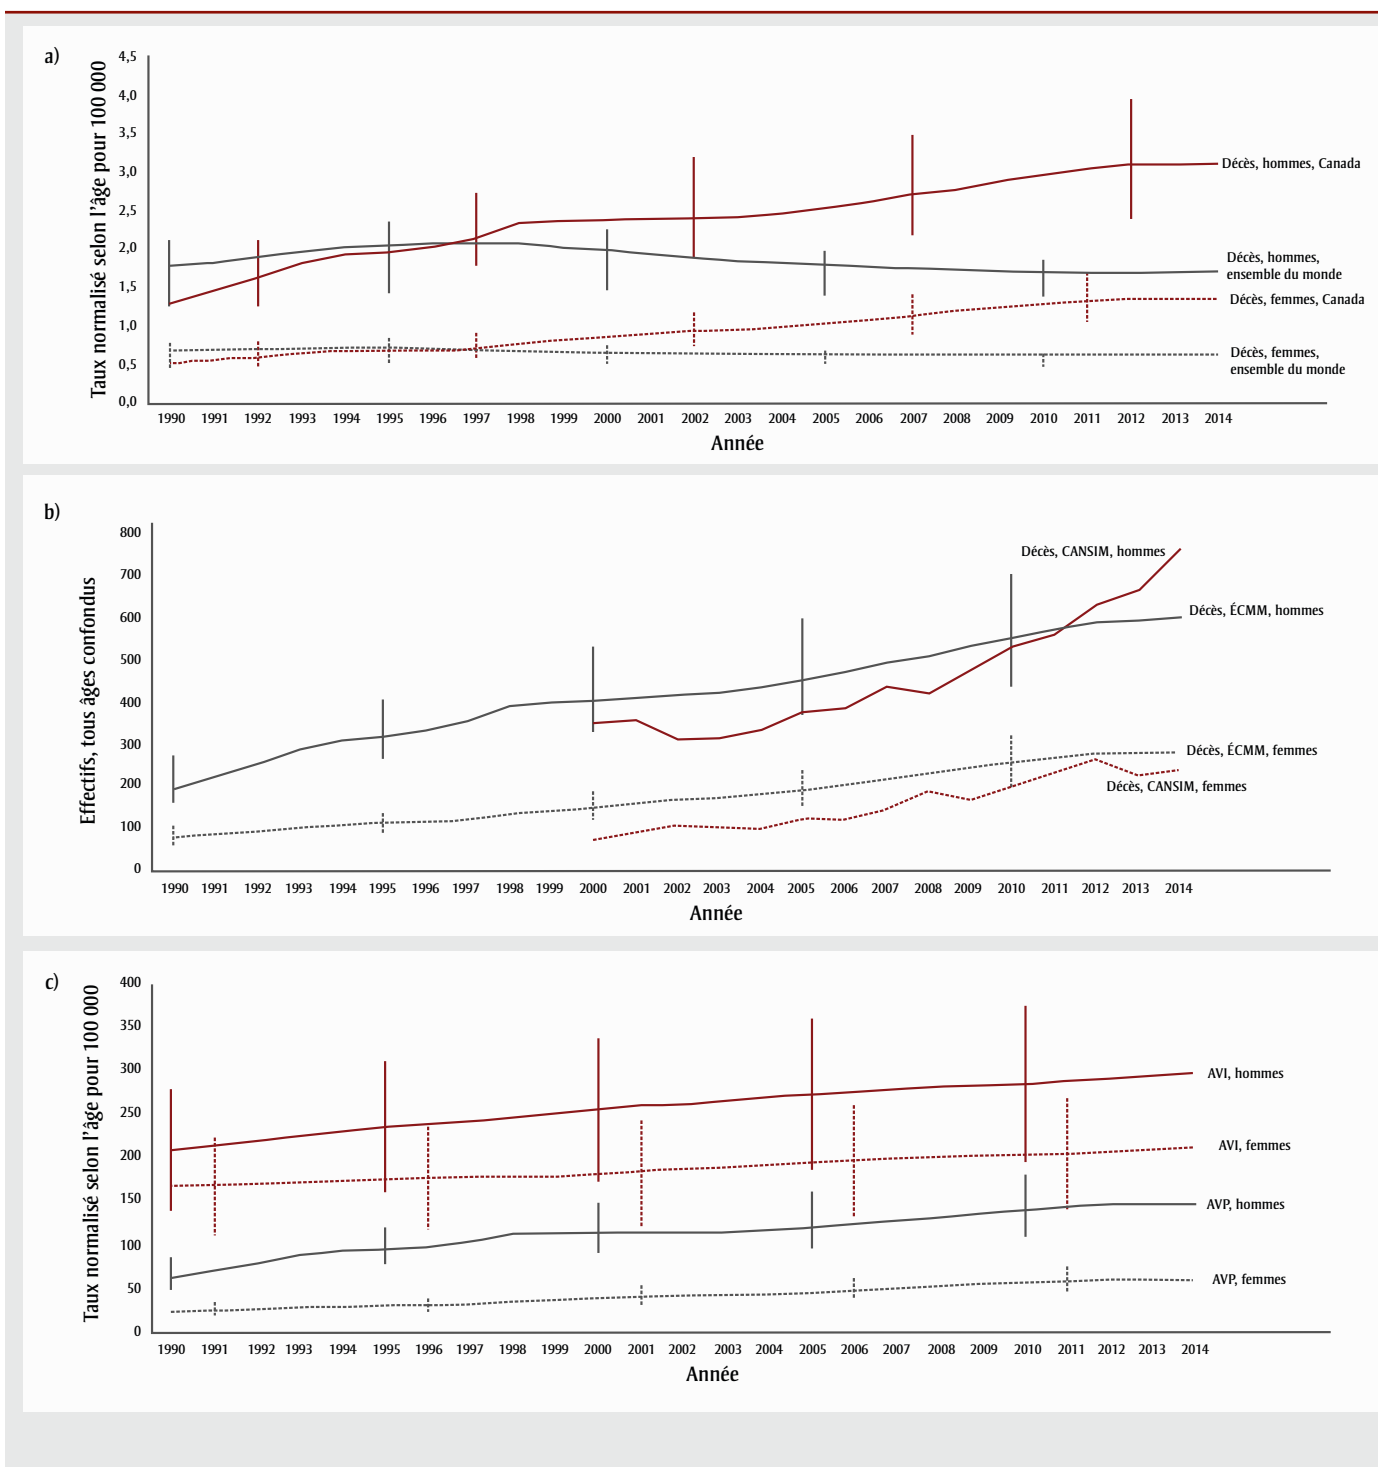 a)
Taux normalisé selon l'âge pour 100 000
4,5
4,0
3,5
3,0
2,5
2,0
1,5
1,0
0,5
0,0
Décès, hommes, Canada
Décès, hommes,
ensemble du monde
Décès, femmes, Canada
Décès, femmes,
ensemble du monde
1990 1991 1992 1993 1994 1995 1996 1997 1998 1999 2000 2001 2002 2003 2004 2005 2006 2007 2008 2009 2010 2011 2012 2013 2014
Année
b)
Effectifs, tous âges confondus
800
700
600
500
400
300
200
100
0
Décès, CANSIM, hommes
Décès, ÉCMM, hommes
Décès, ÉCMM, femmes
Décès, CANSIM, femmes
1990 1991 1992 1993 1994 1995 1996 1997 1998 1999 2000 2001 2002 2003 2004 2005 2006 2007 2008 2009 2010 2011 2012 2013 2014
Année
c)
Taux normalisé selon l'âge pour 100 000
400
350
300
250
200
150
100
50
0
AVI, hommes
AVI, femmes
AVP, hommes
AVP, femmes
1990 1991 1992 1993 1994 1995 1996 1997 1998 1999 2000 2001 2002 2003 2004 2005 2006 2007 2008 2009 2010 2011 2012 2013 2014
Année